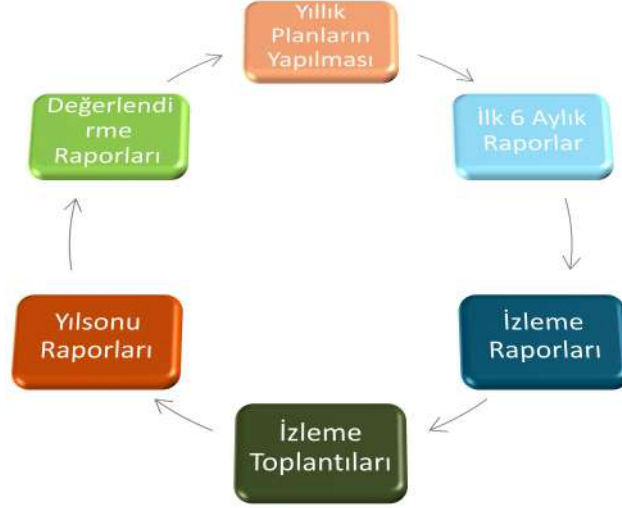 Yıllık
Planların
Yapılması
İlk 6 Aylık
Raporlar
İzleme
Raporları
İzleme
Toplantıları
Yılsonu
Raporları
Değerlendi
rme
Raporları